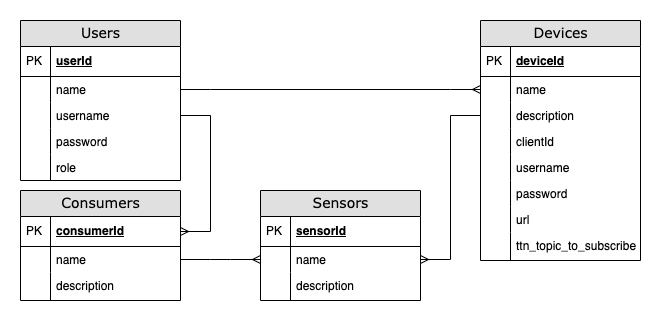 Users
PK userId
name
username
password
role
Devices
PK deviceId
name
description
clientId
username
password
url
ttn_topic_to_subscribe
Consumers
PK consumerId
name
description
Sensors
PK sensorId
name
description